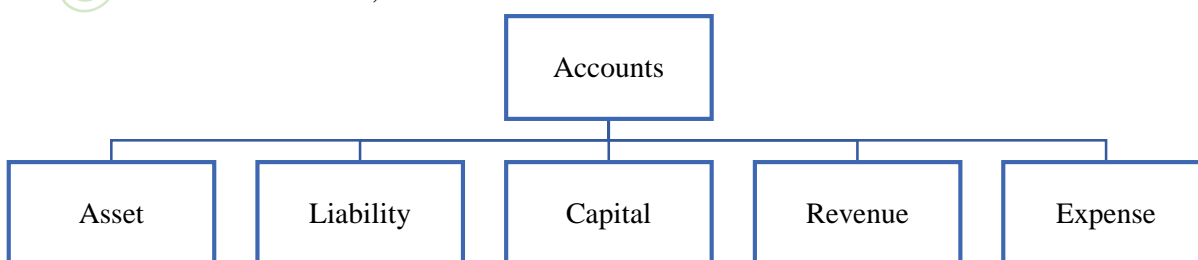 Accounts
Asset
Liability
Capital
Revenue
Expense